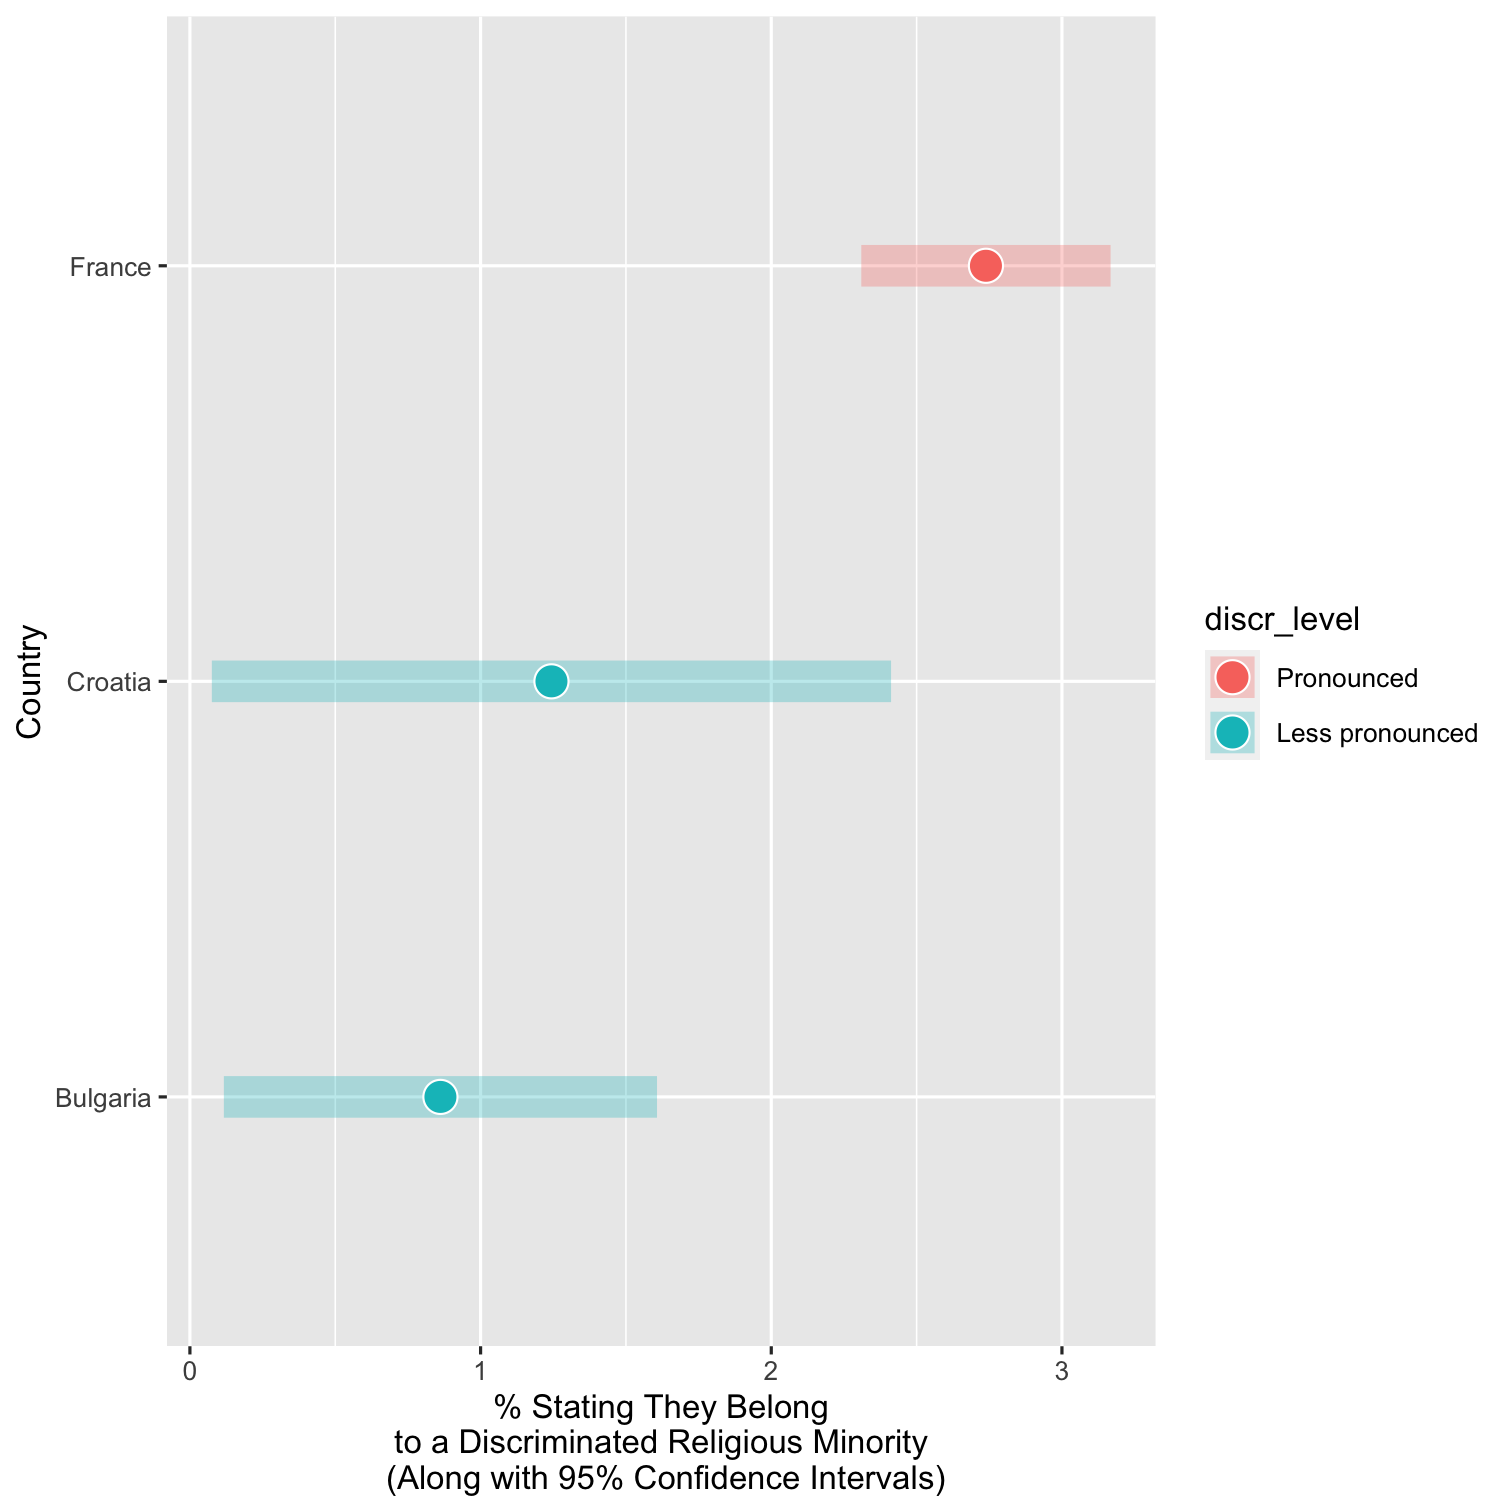 France
Croatia
Bulgaria
Country
0 1 2 3
% Stating They Belong
to a Discriminated Religious Minority
(Along with 95% Confidence Intervals)
discr_level
Pronounced
Less pronounced